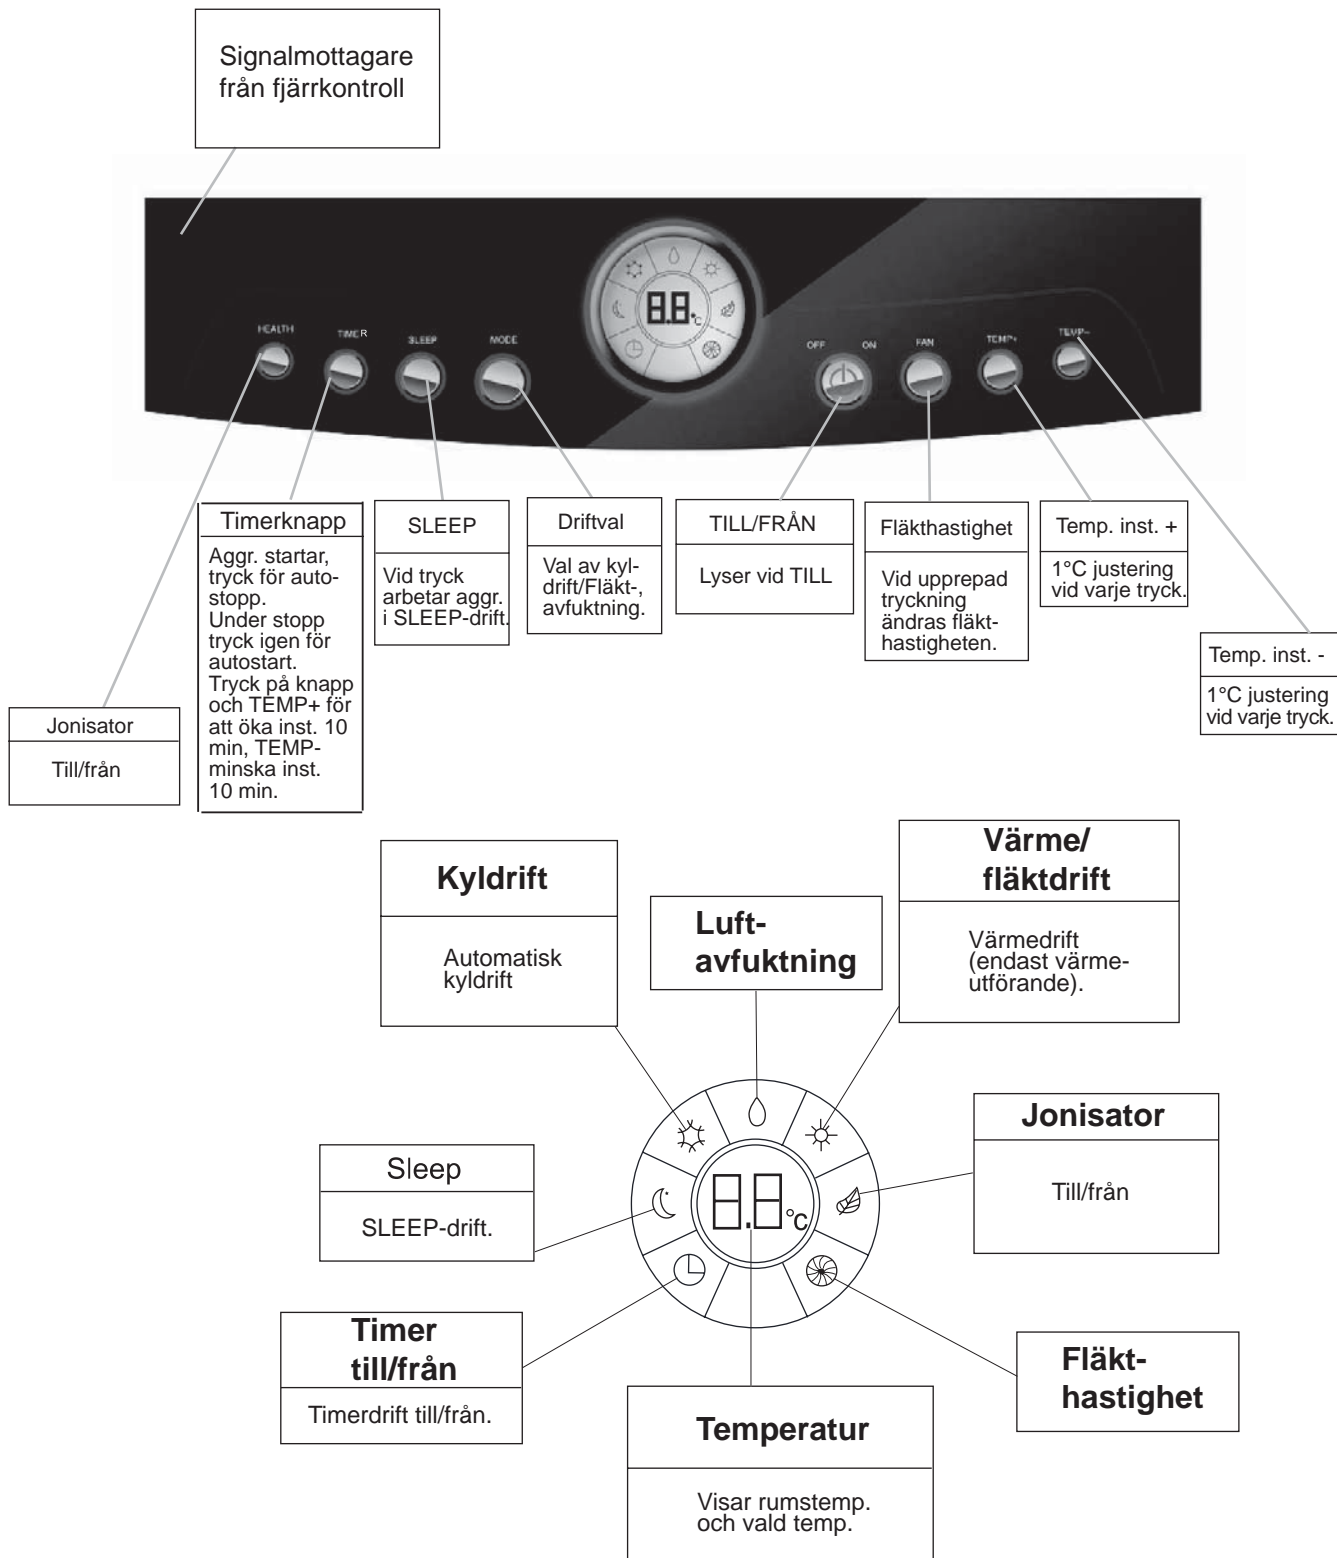 Signalmottagare
från fjärrkontroll
HEALTH
TIMER
SLEEP
MODE
8.8.°C
OFF
ON
FAN
TEMP+
TEMP-
Jonisator
Till/från
Timerknapp
Aggr. startar,
tryck för auto-
stopp.
Under stopp
tryck igen för
autostart.
Tryck på knapp
och TEMP+ för
att öka inst. 10
min, TEMP-
minska inst.
10 min.
SLEEP
Vid tryck
arbetar aggr.
i SLEEP-drift.
Driftval
Val av kyl-
drift/Fläkt-,
avfuktning.
TILL/FRÅN
Lyser vid TILL
Fläkthastighet
Vid upprepad
tryckning
ändras fläkt-
hastigheten.
Temp. inst. +
1°C justering
vid varje tryck.
Temp. inst. -
1°C justering
vid varje tryck.
Kyldrift
Automatisk
kyldrift
Luft-
avfuktning
Värme/
fläktdrift
Värmedrift
(endast värme-
utförande).
Jonisator
Till/från
Sleep
SLEEP-drift.
8.8°C
Timer
till/från
Timerdrift till/från.
Fläkt-
hastighet
Temperatur
Visar rumstemp.
och vald temp.